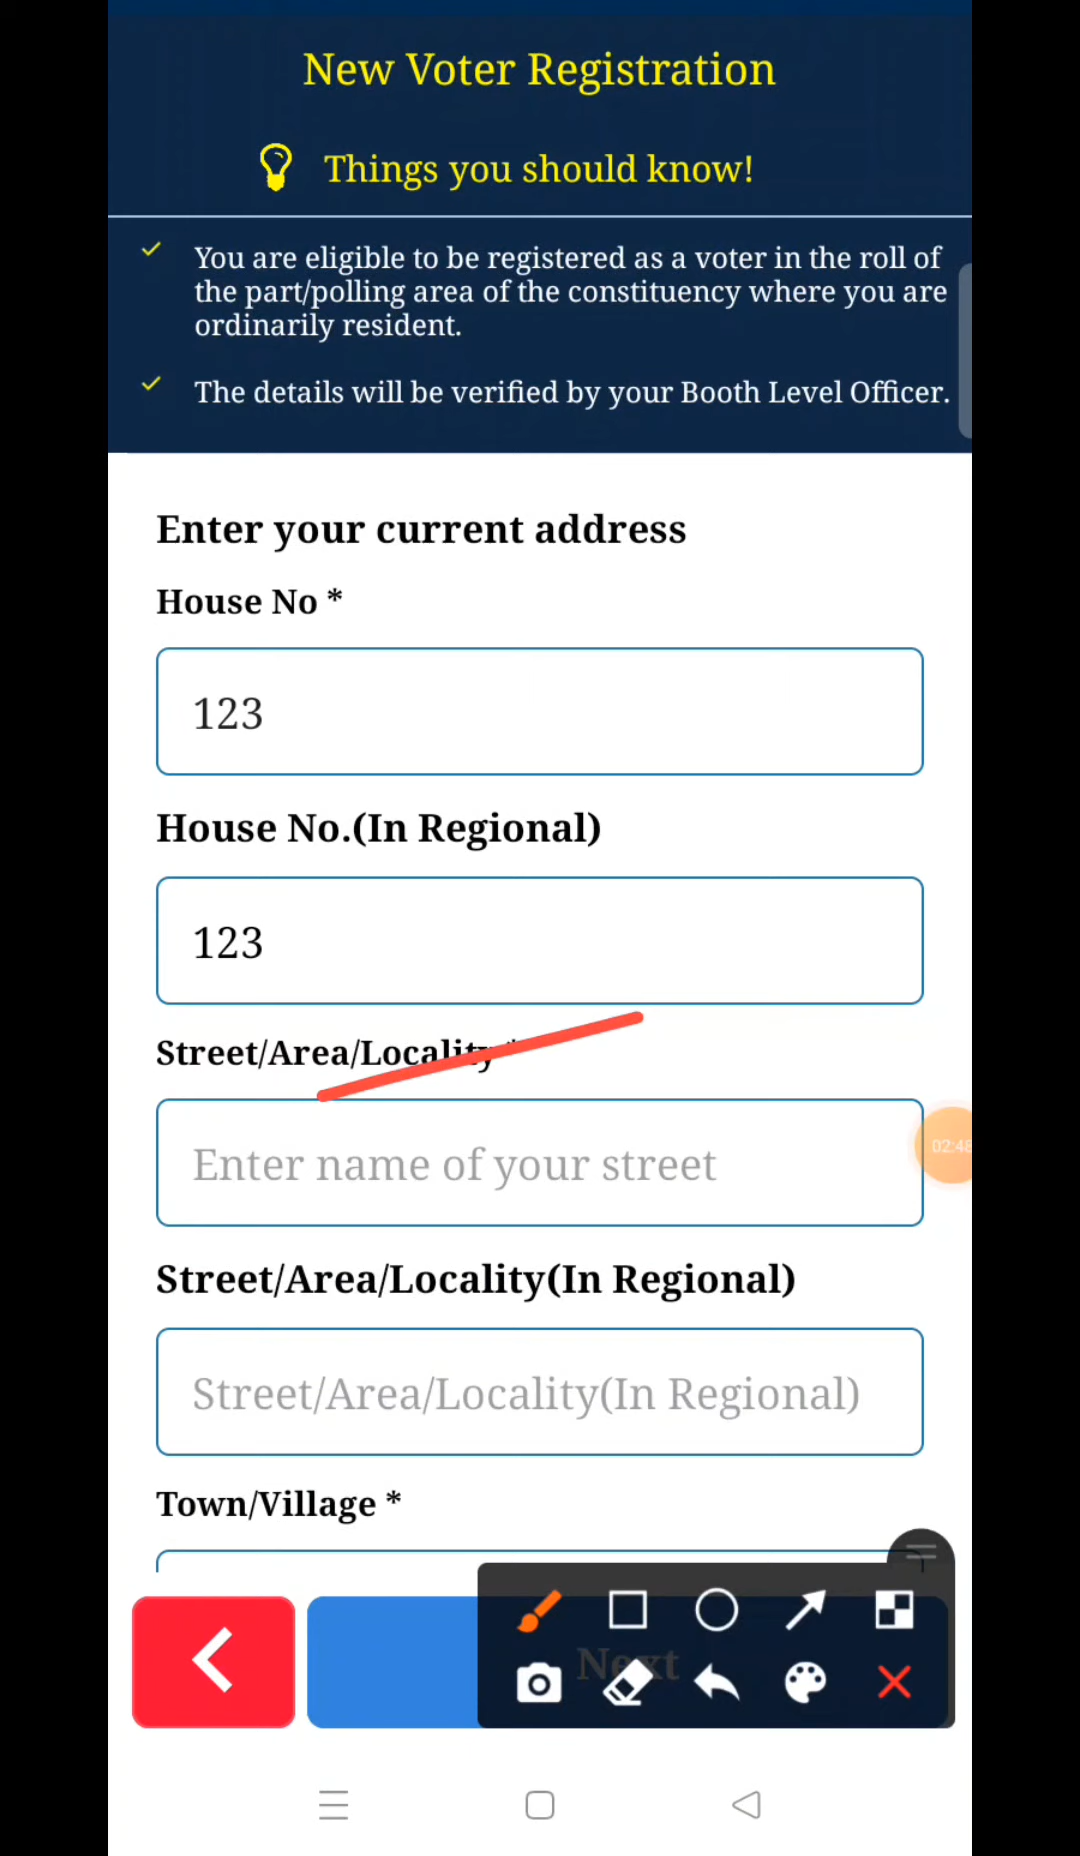 New Voter Registration
Things you should know!
You are eligible to be registered as a voter in the roll of
the part/polling area of the constituency where you are
ordinarily resident.
The details will be verified by your Booth Level Officer.
Enter your current address
House No *
123
House No.(In Regional)
123
Street/Area/Locality *
Enter name of your street
02:48
Street/Area/Locality(In Regional)
Street/Area/Locality(In Regional)
Town/Village *
Next